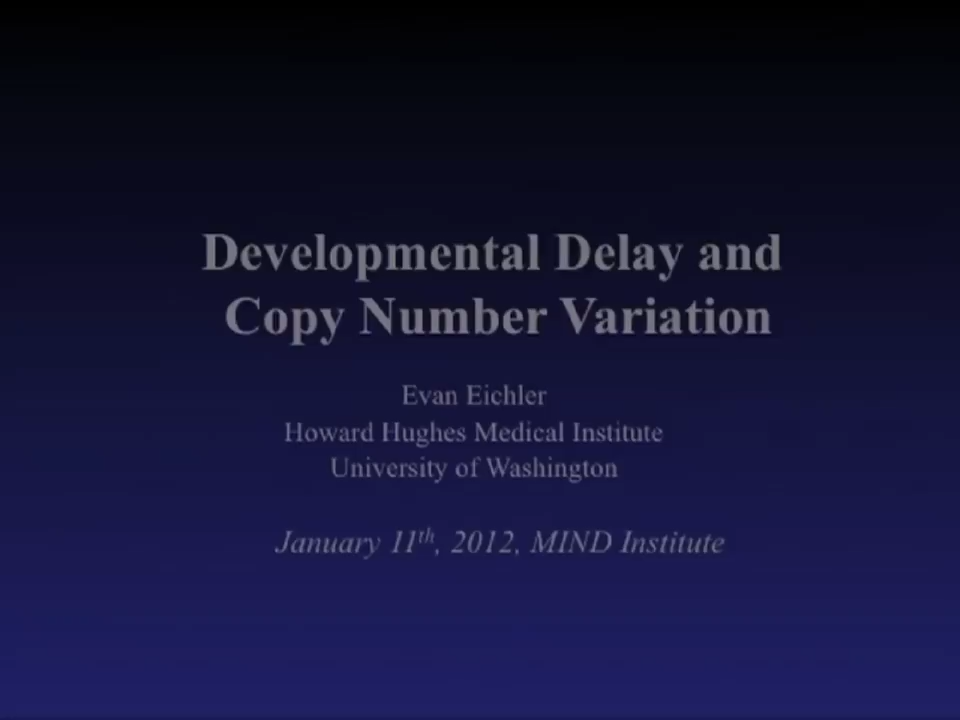 Developmental Delay and
Copy Number Variation
Evan Eichler
Howard Hughes Medical Institute
University of Washington
January 11th, 2012, MIND Institute